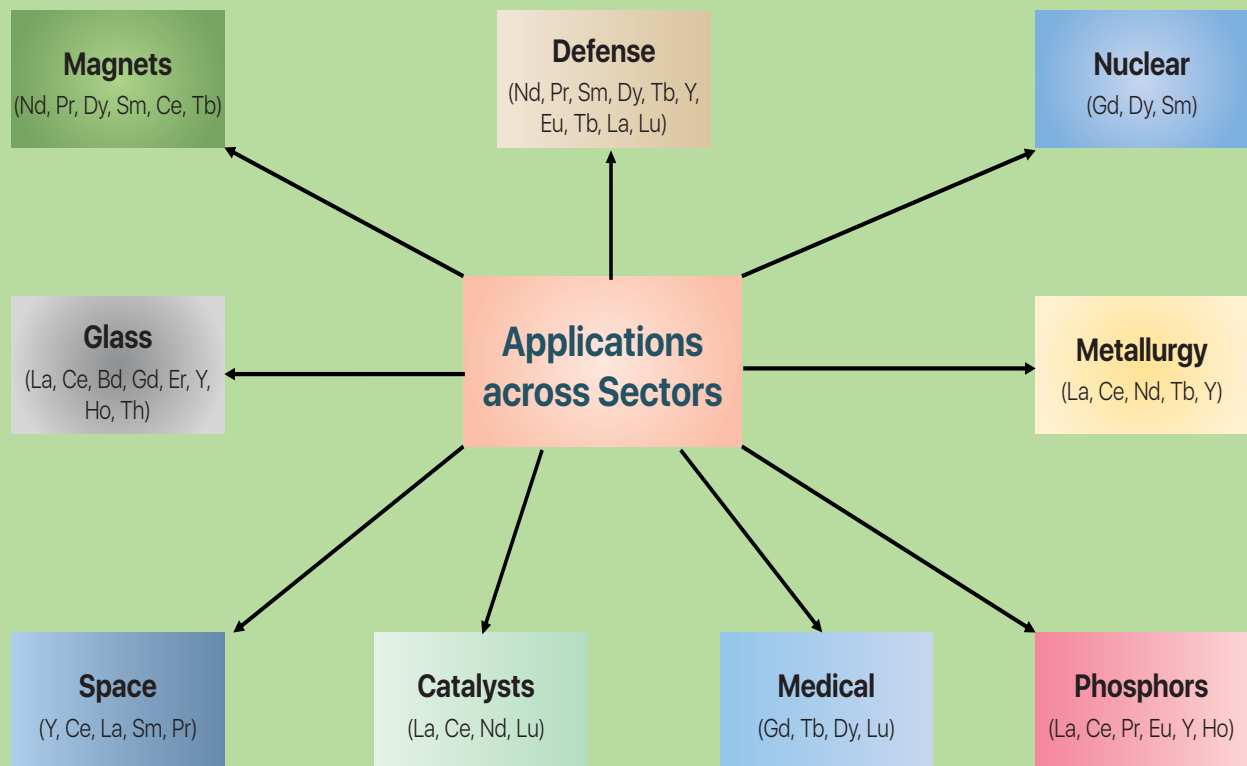 Magnets
(Nd, Pr, Dy, Sm, Ce, Tb)
Defense
(Nd, Pr, Sm, Dy, Tb, Y,
Eu, Tb, La, Lu)
Nuclear
(Gd, Dy, Sm)
Glass
(La, Ce, Bd, Gd, Er, Y,
Ho, Th)
Applications
across Sectors
Metallurgy
(La, Ce, Nd, Tb, Y)
Space
(Y, Ce, La, Sm, Pr)
Catalysts
(La, Ce, Nd, Lu)
Medical
(Gd, Tb, Dy, Lu)
Phosphors
(La, Ce, Pr, Eu, Y, Ho)